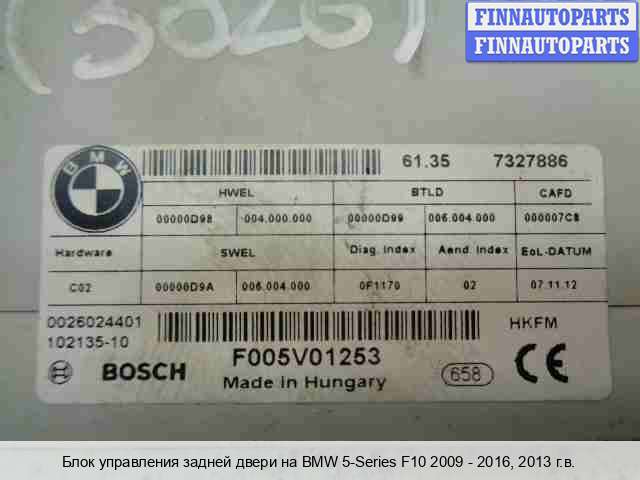 (3026)
FINNAUTOPARTS
FINNAUTOPARTS
BMW
61.35 7327886
HWEL BTLD CAFD
00000D98 004.000.000 00000D99 006.004.000 000007C8
Hardware SWEL Diag. Index Aend. Index EoL-DATUM
C02 00000D9A 006.004.000 0F1170 02 07.11.12
0026024401
102135-10
F005V01253
HKFM
BOSCH
Made in Hungary
658
CE
Блок управления задней двери на BMW 5-Series F10 2009 - 2016, 2013 г.в.